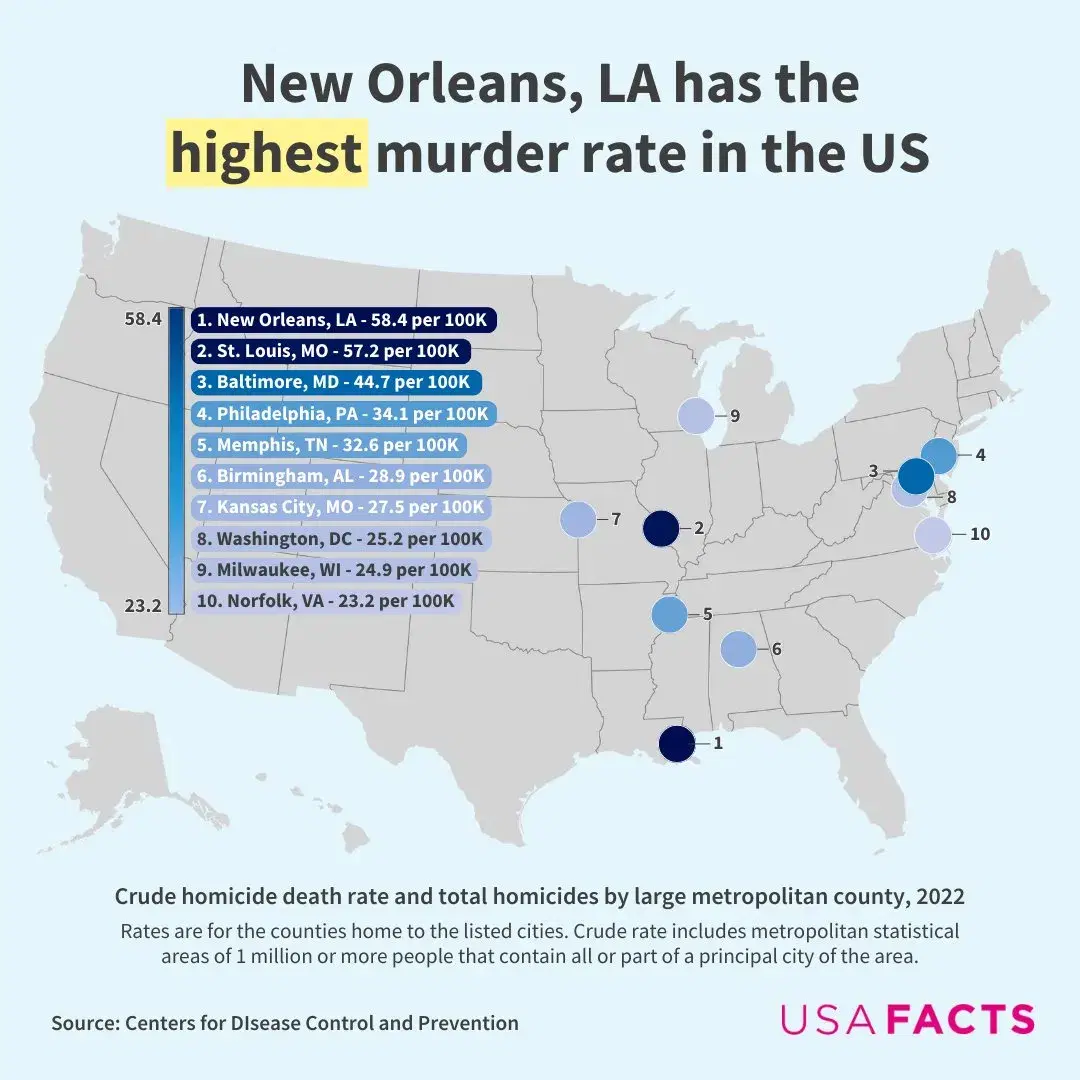 New Orleans, LA has the
highest murder rate in the US
58.4
1. New Orleans, LA - 58.4 per 100K
2. St. Louis, MO - 57.2 per 100K
3. Baltimore, MD - 44.7 per 100K
4. Philadelphia, PA - 34.1 per 100K
5. Memphis, TN - 32.6 per 100K
6. Birmingham, AL - 28.9 per 100K
7. Kansas City, MO - 27.5 per 100K
8. Washington, DC - 25.2 per 100K
9. Milwaukee, WI - 24.9 per 100K
10. Norfolk, VA - 23.2 per 100K
23.2
9
4
3
8
7
2
10
5
6
1
Crude homicide death rate and total homicides by large metropolitan county, 2022
Rates are for the counties home to the listed cities. Crude rate includes metropolitan statistical
areas of 1 million or more people that contain all or part of a principal city of the area.
Source: Centers for DIsease Control and Prevention
USAFACTS